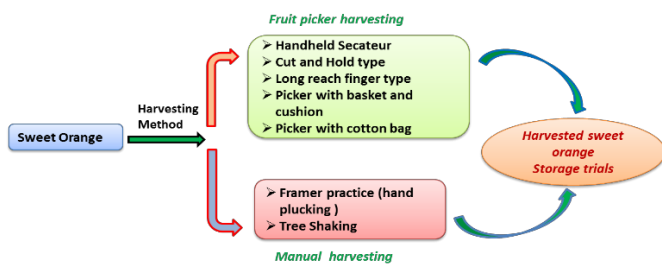 Fruit picker harvesting
➢ Handheld Secateur
➢ Cut and Hold type
➢ Long reach finger type
➢ Picker with basket and
cushion
➢ Picker with cotton bag
Harvesting
Method
Sweet Orange
Harvested sweet
orange
Storage trials
➢ Framer practice (hand
plucking )
➢ Tree Shaking
Manual harvesting